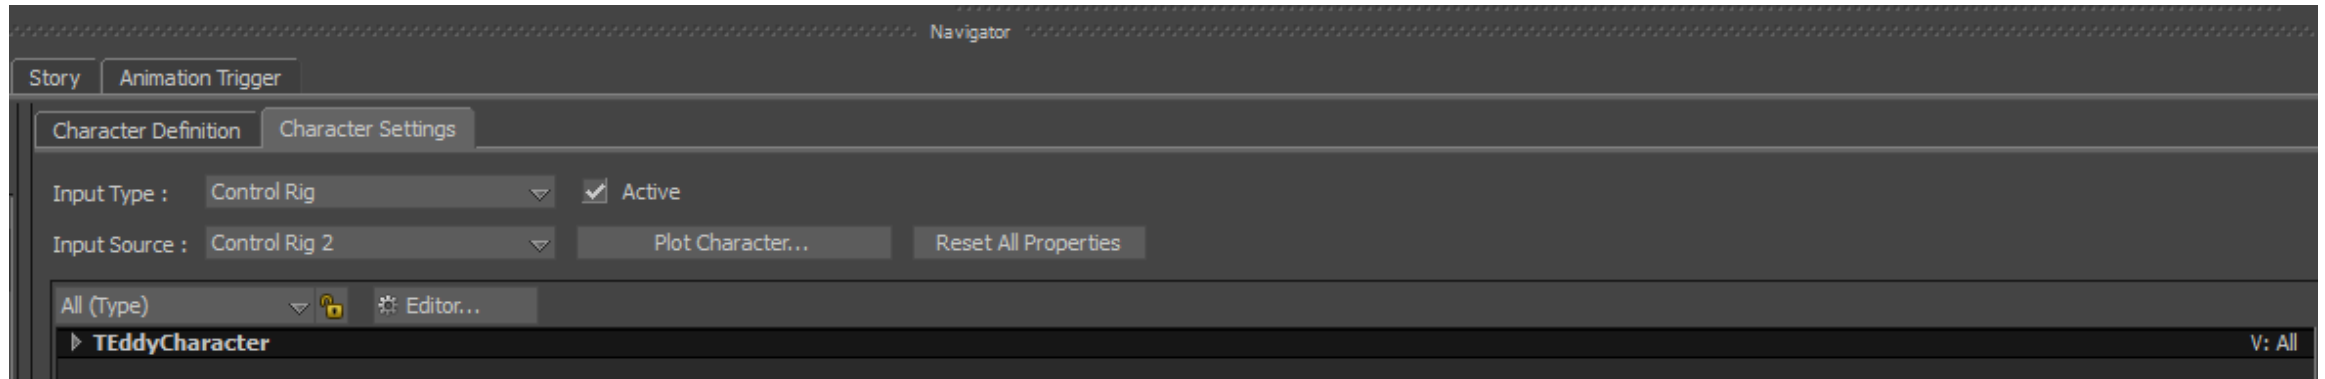 Navigator
Story Animation Trigger
Character Definition Character Settings
Input Type : Control Rig Active
Input Source : Control Rig 2 Plot Character... Reset All Properties
All (Type) Editor...
TEddyCharacter V: All